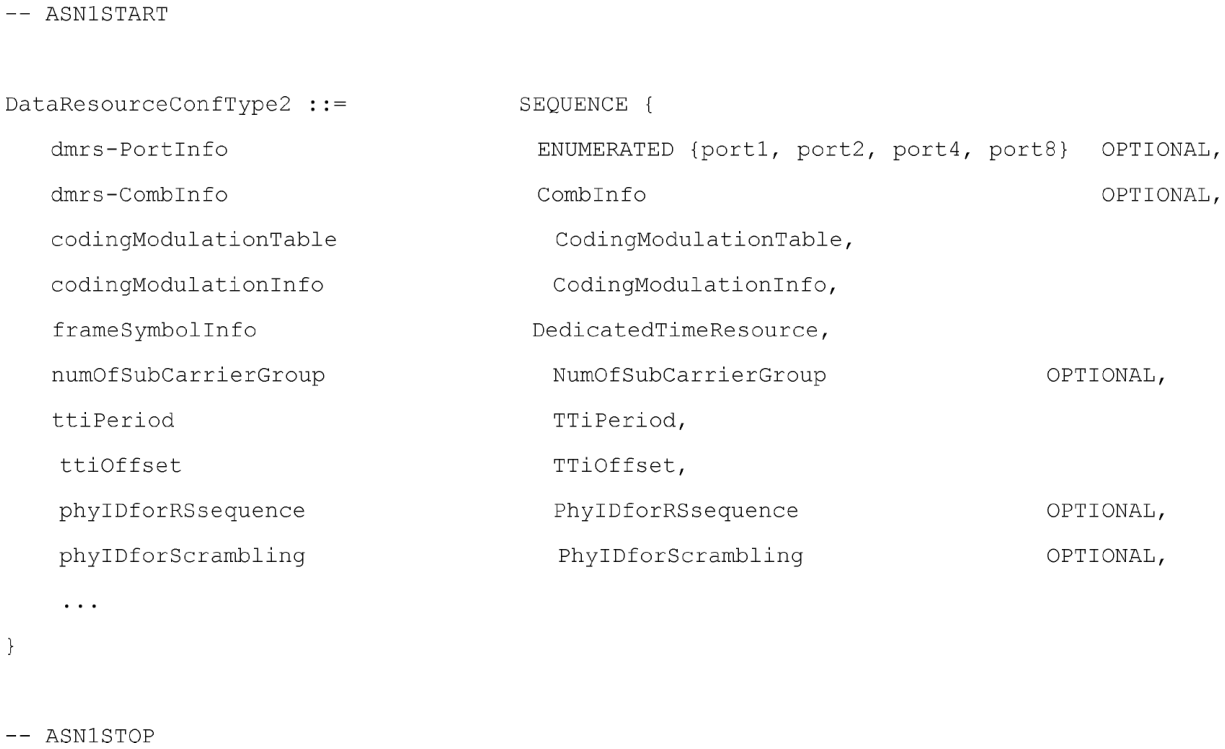 -- ASN1START
DataResourceConfType2 ::= SEQUENCE {
dmrs-PortInfo ENUMERATED {port1, port2, port4, port8} OPTIONAL,
dmrs-CombInfo CombInfo OPTIONAL,
codingModulationTable CodingModulationTable,
codingModulationInfo CodingModulationInfo,
frameSymbolInfo DedicatedTimeResource,
numOfSubCarrierGroup NumOfSubCarrierGroup OPTIONAL,
ttiPeriod TTiPeriod,
ttiOffset TTiOffset,
phyIDforRSsequence PhyIDforRSsequence OPTIONAL,
phyIDforScrambling PhyIDforScrambling OPTIONAL,
...
}
-- ASN1STOP